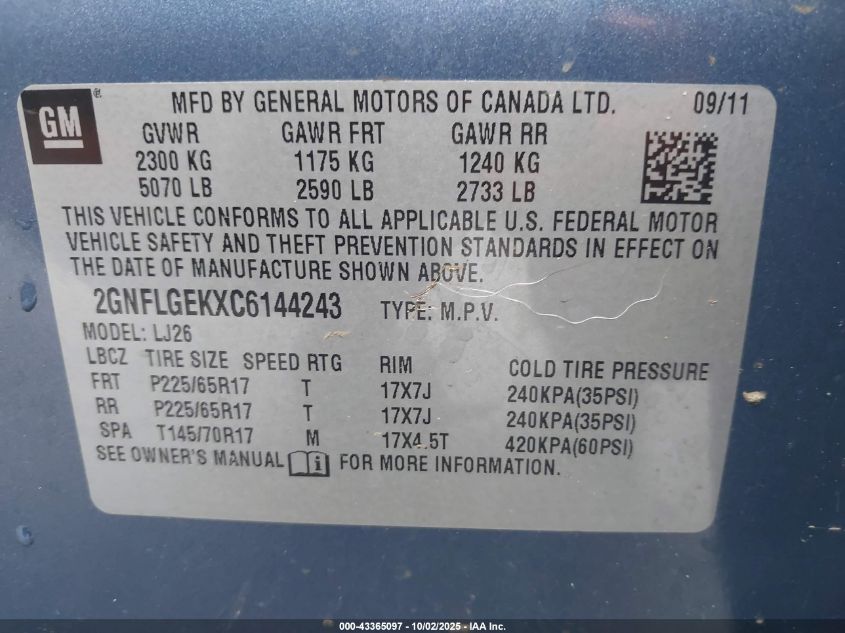 GM ® MFD BY GENERAL MOTORS OF CANADA LTD. 09/11
GVWR GAWR FRT GAWR RR
2300 KG 1175 KG 1240 KG
5070 LB 2590 LB 2733 LB
THIS VEHICLE CONFORMS TO ALL APPLICABLE U.S. FEDERAL MOTOR
VEHICLE SAFETY AND THEFT PREVENTION STANDARDS IN EFFECT ON
THE DATE OF MANUFACTURE SHOWN ABOVE.
2GNFLGEKXC6144243 TYPE: M.P.V.
MODEL: LJ26
LBCZ TIRE SIZE SPEED RTG RIM COLD TIRE PRESSURE
FRT P225/65R17 T 17X7J 240KPA(35PSI)
RR P225/65R17 T 17X7J 240KPA(35PSI)
SPA T145/70R17 M 17X4.5T 420KPA(60PSI)
SEE OWNER'S MANUAL i FOR MORE INFORMATION.
000-43365097 - 10/02/2025 - IAA Inc.